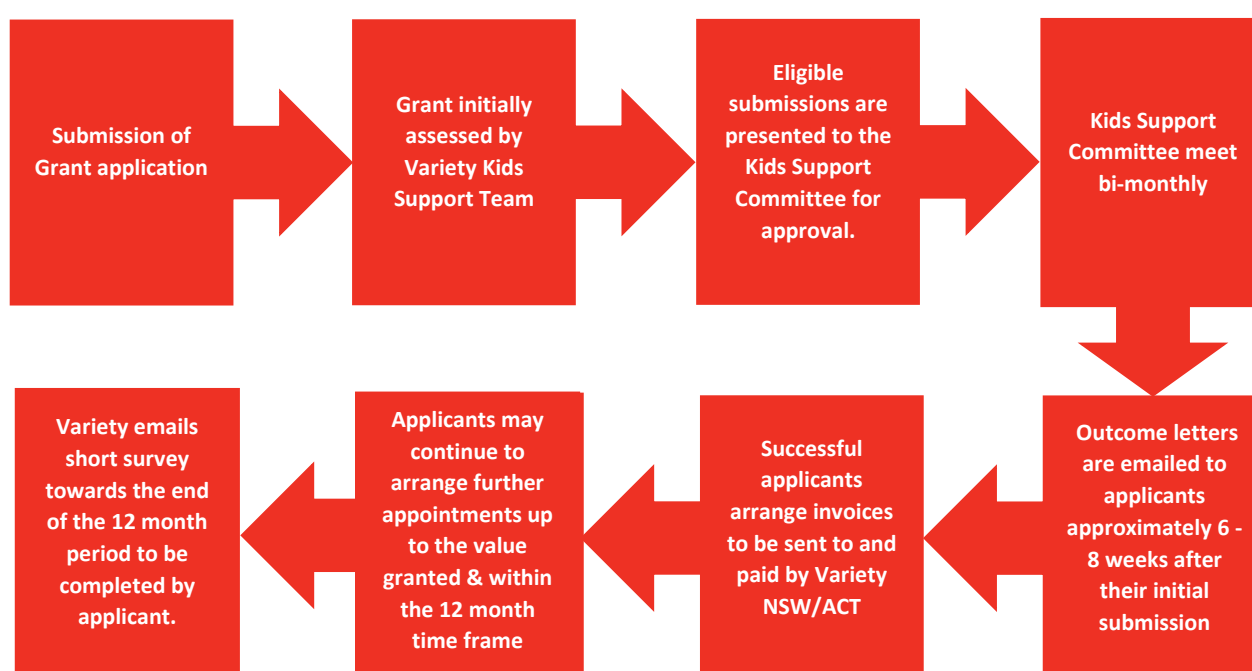 Submission of
Grant application
Grant initially
assessed by
Variety Kids
Support Team
Eligible
submissions are
presented to the
Kids Support
Committee for
approval.
Kids Support
Committee meet
bi-monthly
Outcome letters
are emailed to
applicants
approximately 6 -
8 weeks after
their initial
submission
Successful
applicants
arrange invoices
to be sent to and
paid by Variety
NSW/ACT
Applicants may
continue to
arrange further
appointments up
to the value
granted & within
the 12 month
time frame
Variety emails
short survey
towards the end
of the 12 month
period to be
completed by
applicant.